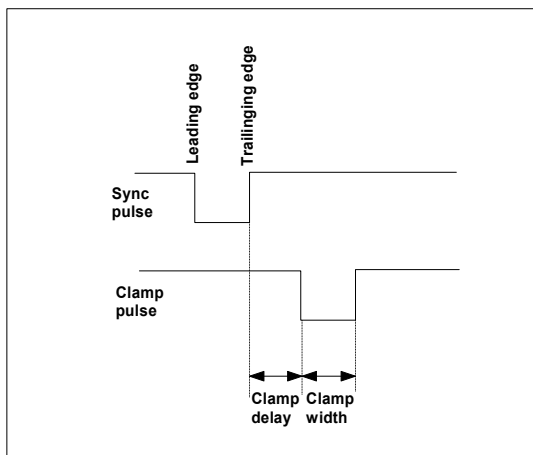 Leading edge
Trailinging edge
Sync
pulse
Clamp
pulse
Clamp
delay
Clamp
width